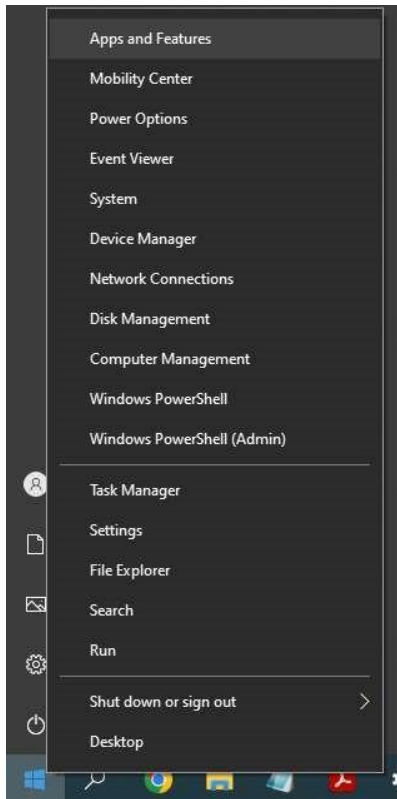 Apps and Features
Mobility Center
Power Options
Event Viewer
System
Device Manager
Network Connections
Disk Management
Computer Management
Windows PowerShell
Windows PowerShell (Admin)
Task Manager
Settings
File Explorer
Search
Run
Shut down or sign out
Desktop